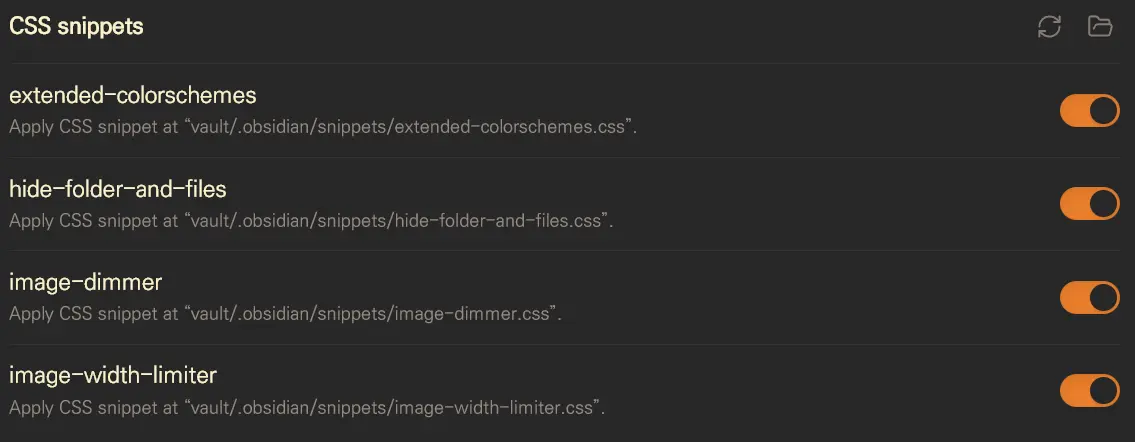 CSS snippets
extended-colorschemes
Apply CSS snippet at “vault/.obsidian/snippets/extended-colorschemes.css”.
hide-folder-and-files
Apply CSS snippet at “vault/.obsidian/snippets/hide-folder-and-files.css”.
image-dimmer
Apply CSS snippet at “vault/.obsidian/snippets/image-dimmer.css”.
image-width-limiter
Apply CSS snippet at “vault/.obsidian/snippets/image-width-limiter.css”.